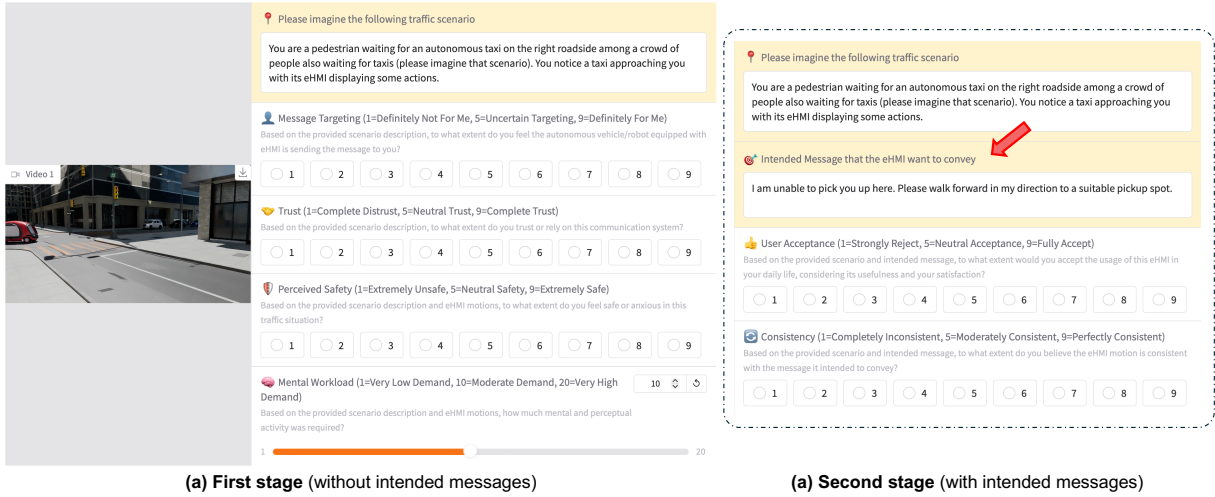 Please imagine the following traffic scenario
You are a pedestrian waiting for an autonomous taxi on the right roadside among a crowd of
people also waiting for taxis (please imagine that scenario). You notice a taxi approaching you
with its eHMI displaying some actions.
Video 1
Message Targeting (1=Definitely Not For Me, 5=Uncertain Targeting, 9=Definitely For Me)
Based on the provided scenario description, to what extent do you feel the autonomous vehicle/robot equipped with
eHMI is sending the message to you?
1 2 3 4 5 6 7 8 9
Trust (1=Complete Distrust, 5=Neutral Trust, 9=Complete Trust)
Based on the provided scenario description, to what extent do you trust or rely on this communication system?
1 2 3 4 5 6 7 8 9
Perceived Safety (1=Extremely Unsafe, 5=Neutral Safety, 9=Extremely Safe)
Based on the provided scenario description and eHMI motions, to what extent do you feel safe or anxious in this
traffic situation?
1 2 3 4 5 6 7 8 9
Mental Workload (1=Very Low Demand, 10=Moderate Demand, 20=Very High
Demand)
10
Based on the provided scenario description and eHMI motions, how much mental and perceptual
activity was required?
1 20
(a) First stage (without intended messages)
Please imagine the following traffic scenario
You are a pedestrian waiting for an autonomous taxi on the right roadside among a crowd of
people also waiting for taxis (please imagine that scenario). You notice a taxi approaching you
with its eHMI displaying some actions.
Intended Message that the eHMI want to convey
I am unable to pick you up here. Please walk forward in my direction to a suitable pickup spot.
User Acceptance (1=Strongly Reject, 5=Neutral Acceptance, 9=Fully Accept)
Based on the provided scenario and intended message, to what extent would you accept the usage of this eHMI in
your daily life, considering its usefulness and your satisfaction?
1 2 3 4 5 6 7 8 9
Consistency (1=Completely Inconsistent, 5=Moderately Consistent, 9=Perfectly Consistent)
Based on the provided scenario and intended message, to what extent do you believe the eHMI motion is consistent
with the message it intended to convey?
1 2 3 4 5 6 7 8 9
(a) Second stage (with intended messages)